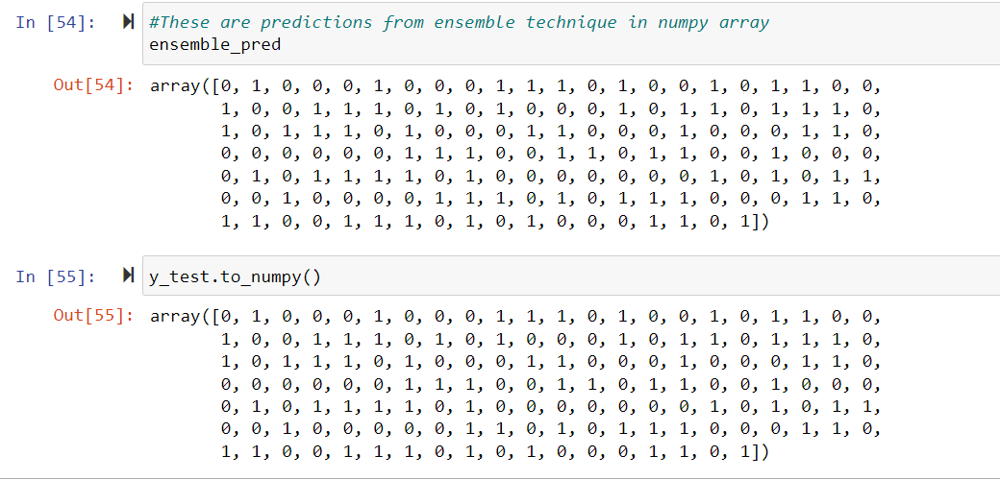 In [54]:
#These are predictions from ensemble technique in numpy array
ensemble_pred
Out[54]:
array([0, 1, 0, 0, 0, 1, 0, 0, 0, 1, 1, 1, 0, 1, 0, 0, 1, 0, 1, 1, 0, 0,
1, 0, 0, 1, 1, 1, 0, 1, 0, 1, 0, 0, 0, 1, 0, 1, 1, 0, 1, 1, 1, 0,
1, 0, 1, 1, 1, 0, 1, 0, 0, 0, 1, 1, 0, 0, 0, 1, 0, 0, 0, 1, 1, 0,
0, 0, 0, 0, 0, 0, 1, 1, 1, 0, 0, 1, 1, 0, 1, 1, 0, 0, 1, 0, 0, 0,
0, 1, 0, 1, 1, 1, 1, 0, 1, 0, 0, 0, 0, 0, 0, 0, 1, 0, 1, 0, 1, 1,
0, 0, 1, 0, 0, 0, 0, 1, 1, 1, 0, 1, 0, 1, 1, 1, 0, 0, 0, 1, 1, 0,
1, 1, 0, 0, 1, 1, 1, 0, 1, 0, 1, 0, 0, 0, 1, 1, 0, 1])
In [55]:
y_test.to_numpy()
Out[55]:
array([0, 1, 0, 0, 0, 1, 0, 0, 0, 1, 1, 1, 0, 1, 0, 0, 1, 0, 1, 1, 0, 0,
1, 0, 0, 1, 1, 1, 0, 1, 0, 1, 0, 0, 0, 1, 0, 1, 1, 0, 1, 1, 1, 0,
1, 0, 1, 1, 1, 0, 1, 0, 0, 0, 1, 1, 0, 0, 0, 1, 0, 0, 0, 1, 1, 0,
0, 0, 0, 0, 0, 0, 1, 1, 1, 0, 0, 1, 1, 0, 1, 1, 0, 0, 1, 0, 0, 0,
0, 1, 0, 1, 1, 1, 1, 0, 1, 0, 0, 0, 0, 0, 0, 0, 1, 0, 1, 0, 1, 1,
0, 0, 1, 0, 0, 0, 0, 0, 1, 1, 0, 1, 0, 1, 1, 1, 0, 0, 0, 1, 1, 0,
1, 1, 0, 0, 1, 1, 1, 0, 1, 0, 1, 0, 0, 0, 1, 1, 0, 1])